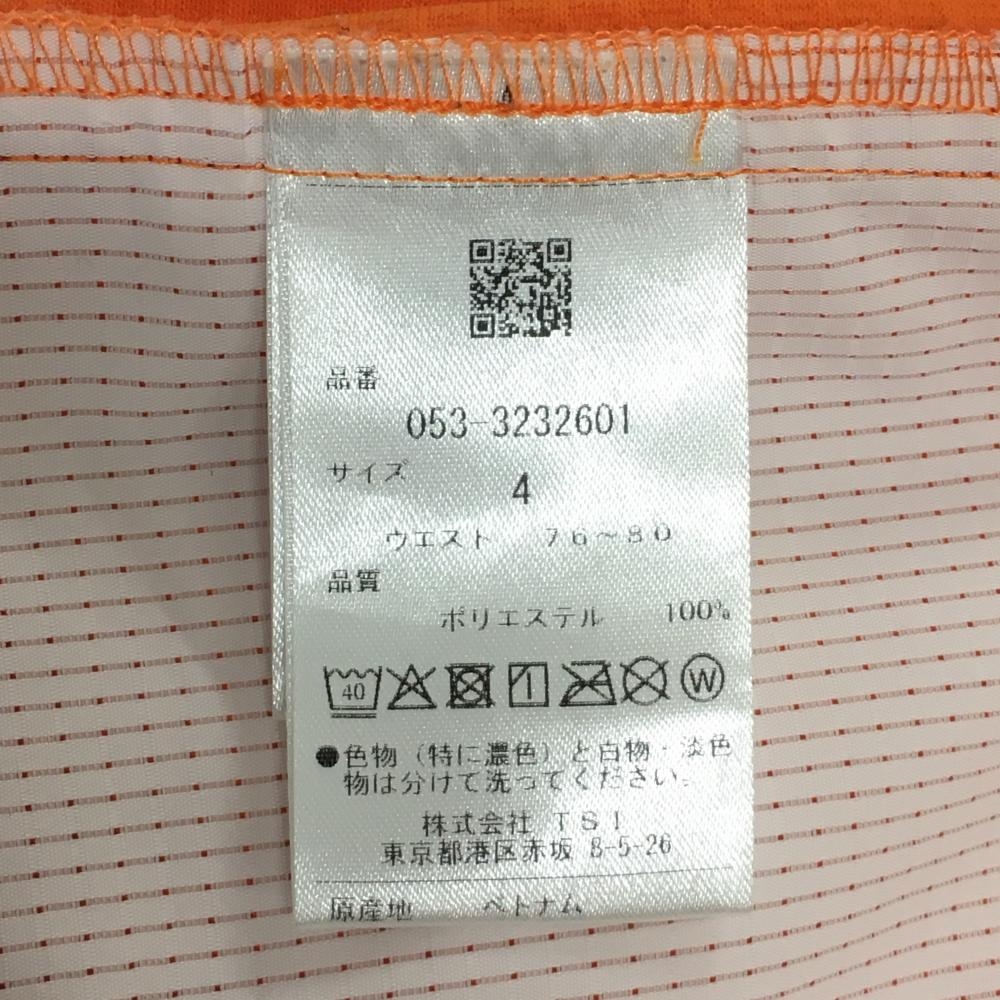 品番
053-3232601
サイズ
4
ウエスト 76~80
品質
ポリエステル 100%
40 W
●色物(特に濃色)と白物・淡色
物は分けて洗ってください。
株式会社 TSI
東京都港区赤坂 8-5-26
原産地 ベトナム